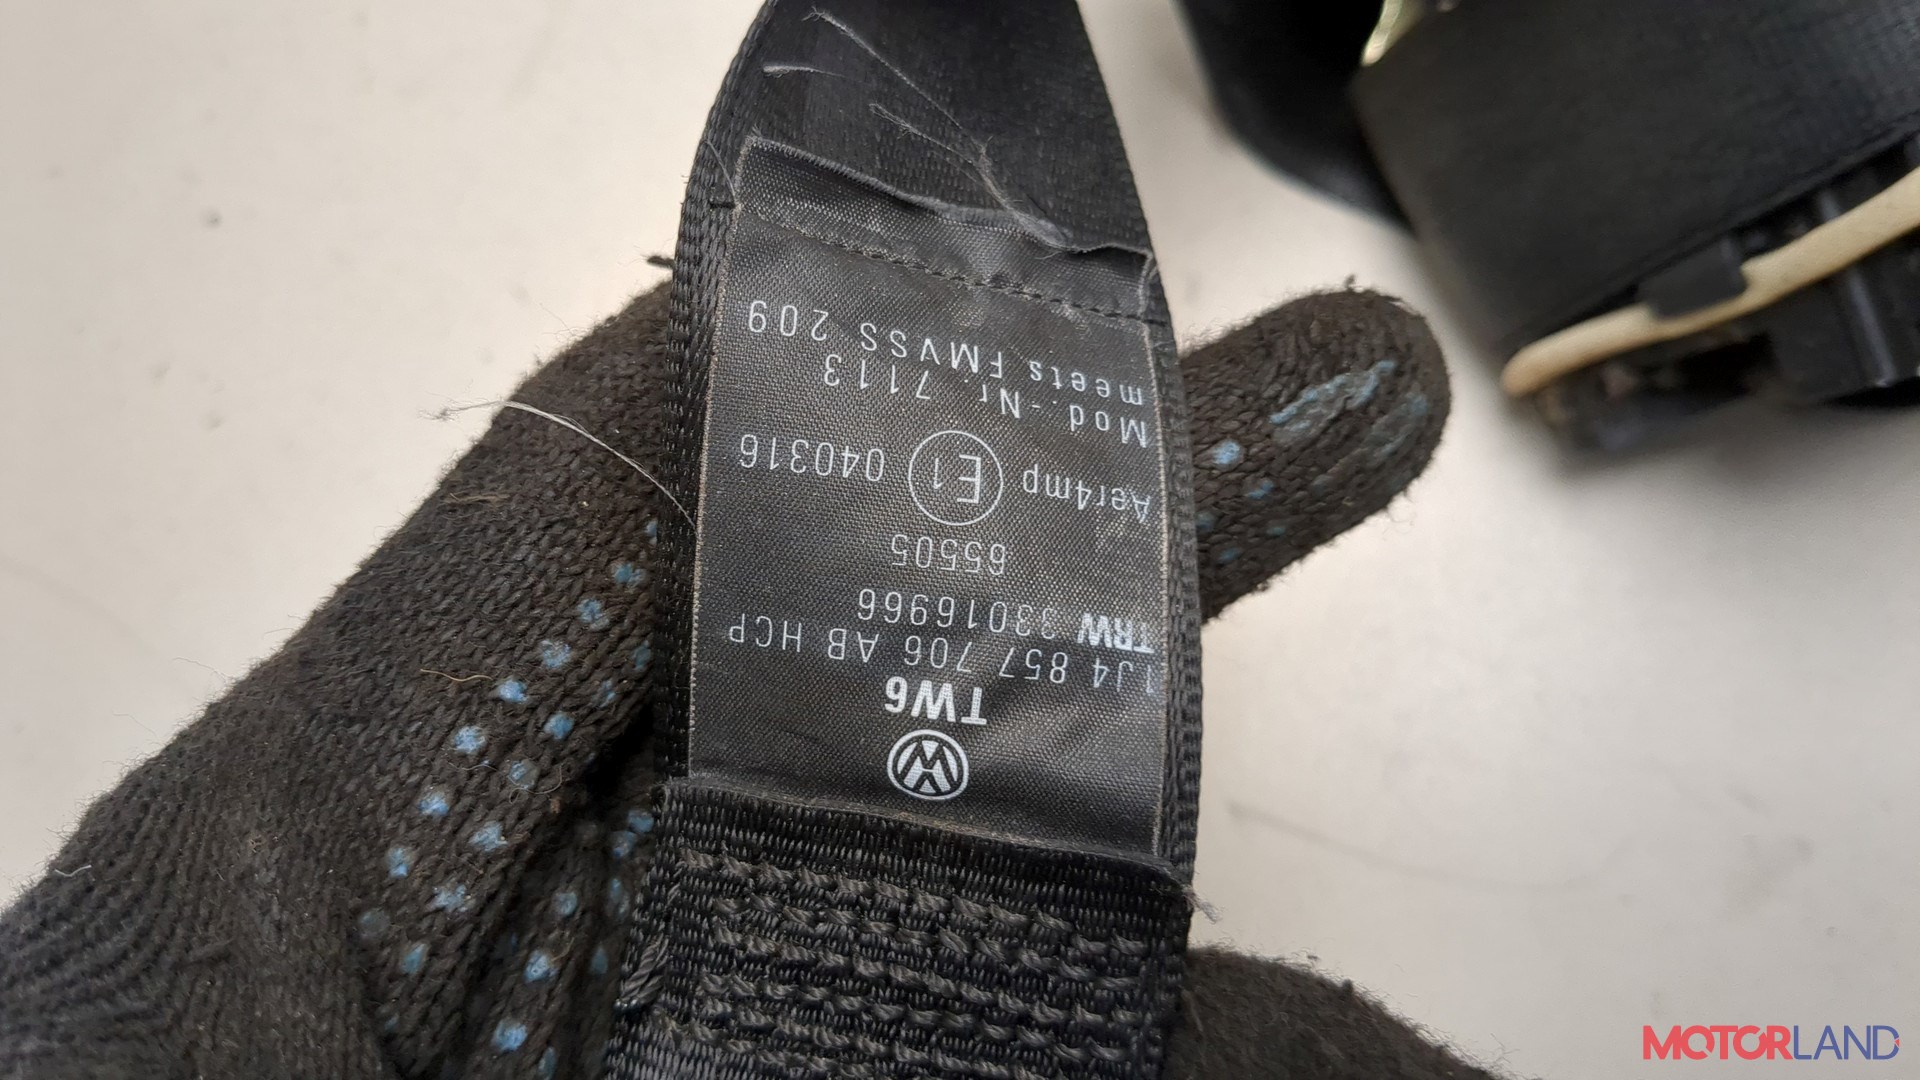 TW6
1J4 857 706 AB HCP
TRW 33016966
65505
Aer4mp E1 040316
Mod.-Nr. 7113
meets FMVSS 209
MOTORLAND